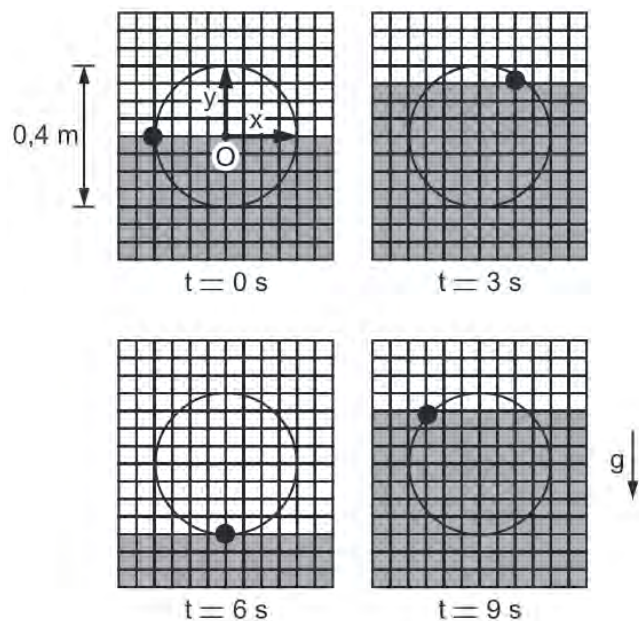 y
x
0,4 m
O
t = 0 s
t = 3 s
g
t = 6 s
t = 9 s